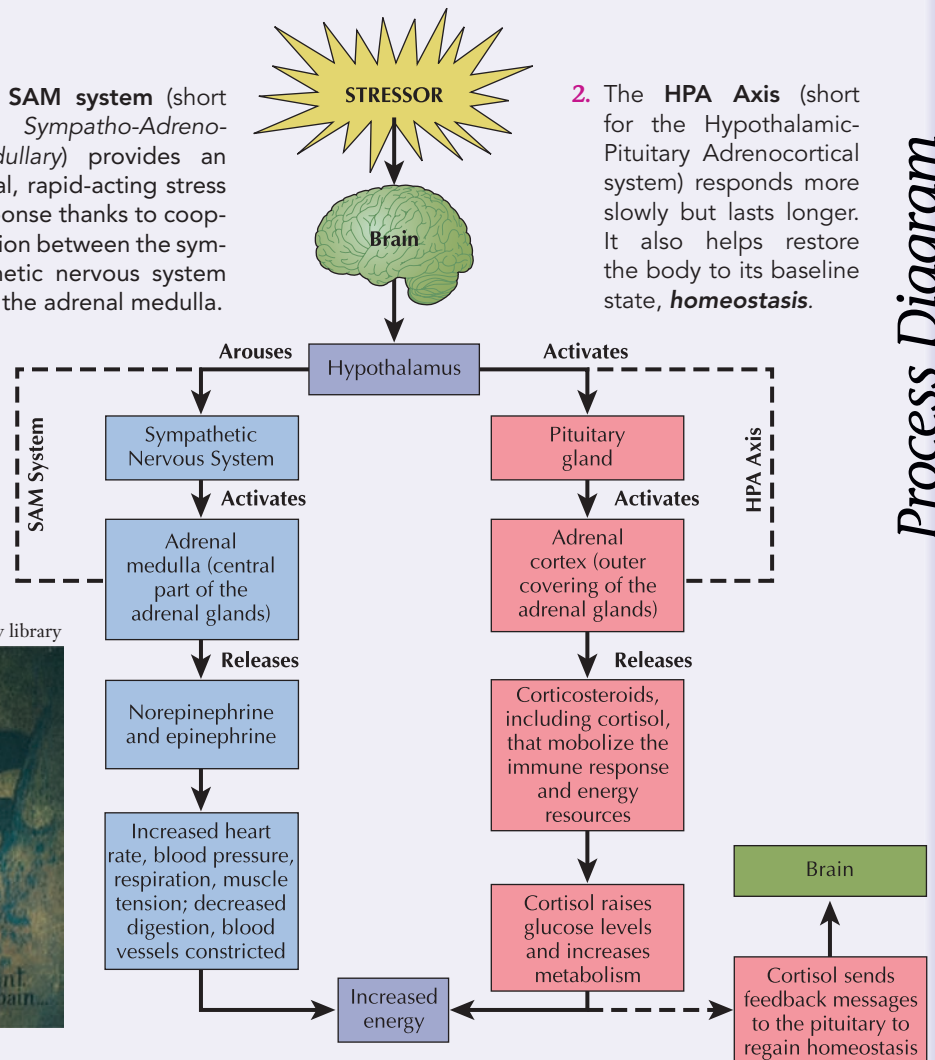 SAM system (short
Sympatho-Adreno-
dullary) provides an
al, rapid-acting stress
onse thanks to coop-
tion between the sym-
hetic nervous system
the adrenal medulla.
STRESSOR
2. The HPA Axis (short
for the Hypothalamic-
Pituitary Adrenocortical
system) responds more
slowly but lasts longer.
It also helps restore
the body to its baseline
state, homeostasis.
Process Diagram
Brain
Arouses
Hypothalamus
Activates
SAM System
Sympathetic
Nervous System
Activates
Adrenal
medulla (central
part of the
adrenal glands)
Releases
Norepinephrine
and epinephrine
Increased heart
rate, blood pressure,
respiration, muscle
tension; decreased
digestion, blood
vessels constricted
HPA Axis
Pituitary
gland
Activates
Adrenal
cortex (outer
covering of the
adrenal glands)
Releases
Corticosteroids,
including cortisol,
that mobolize the
immune response
and energy
resources
Cortisol raises
glucose levels
and increases
metabolism
Increased
energy
Brain
Cortisol sends
feedback messages
to the pituitary to
regain homeostasis
y library
nt.
pain...